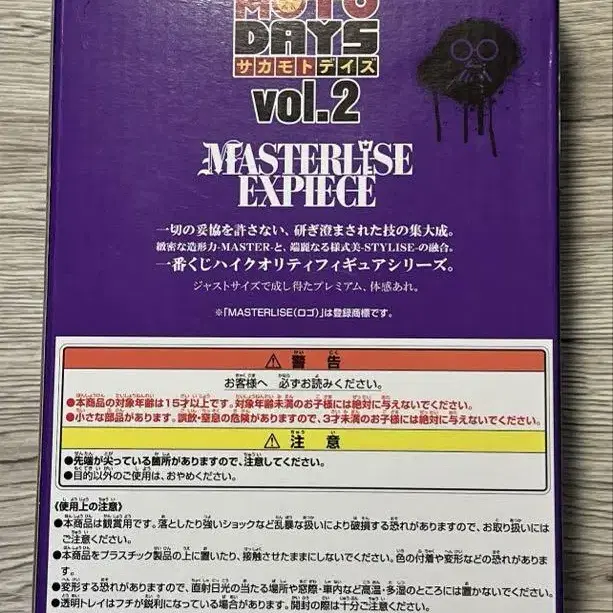 MOTO
DAYS
サカモトデイズ
vol.2
MASTERLISE
EXPIECE
一切の妥協を許さない、研ぎ澄まされた技の集大成。
緻密な造形力-MASTER-と、端麗なる様式美-STYLISE-の融合。
一番くじハイクオリティフィギュアシリーズ。
ジャストサイズで成し得たプレミアム、体感あれ。
※「MASTERLISE(ロゴ)」は登録商標です。
⚠警告
お客様へ 必ずお読みください。
●本商品の対象年齢は15才以上です。対象年齢未満のお子様には絶対に与えないでください。
●小さな部品があります。誤飲・窒息の危険がありますので、3才未満のお子様には絶対に与えないでください。
⚠注意
●先端が尖っている箇所がありますので、注意してください。
●目的以外のご使用は、おやめください。
《使用上の注意》
●本商品は観賞用です。落としたり強いショックなど乱暴な扱いにより破損する恐れがありますので、お取り扱いには
ご注意ください。
●本商品をプラスチック製品の上に置いたり、接触させたままにしないでください。色の付着や変形などの恐れがありま
す。
●変形する恐れがありますので、直射日光の当たる場所や窓際・車内など高温・多湿のところには置かないでください。
●透明トレイはフチが鋭利になっている場合があります。開封の際は十分ご注意ください。